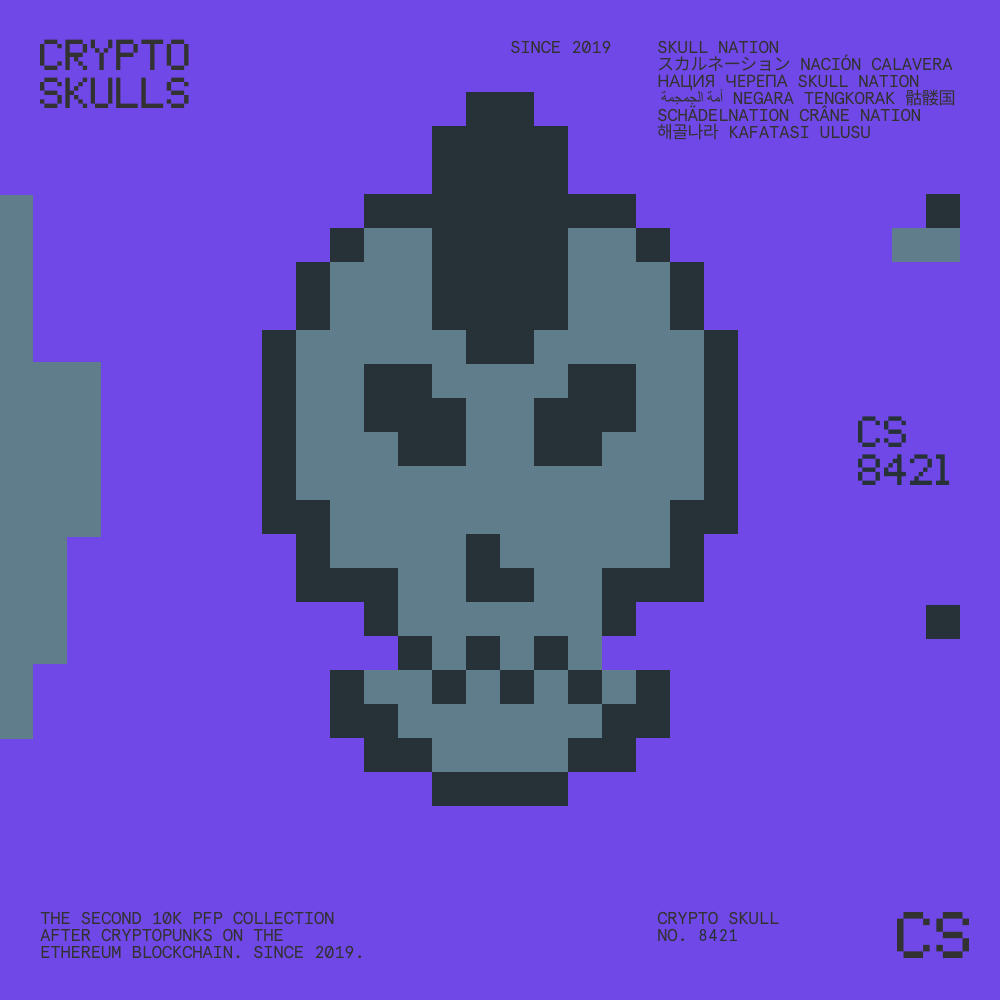 CRYPTO
SKULLS
SINCE 2019
SKULL NATION
スカルネーション NACIÓN CALAVERA
НАЦИЯ ЧЕРЕПА SKULL NATION
أمة الجمجمة NEGARA TENGKORAK 骷髅国
SCHÄDELNATION CRÂNE NATION
해골나라 KAFATASI ULUSU
CS
8421
THE SECOND 10K PFP COLLECTION
AFTER CRYPTOPUNKS ON THE
ETHEREUM BLOCKCHAIN. SINCE 2019.
CRYPTO SKULL
NO. 8421
CS